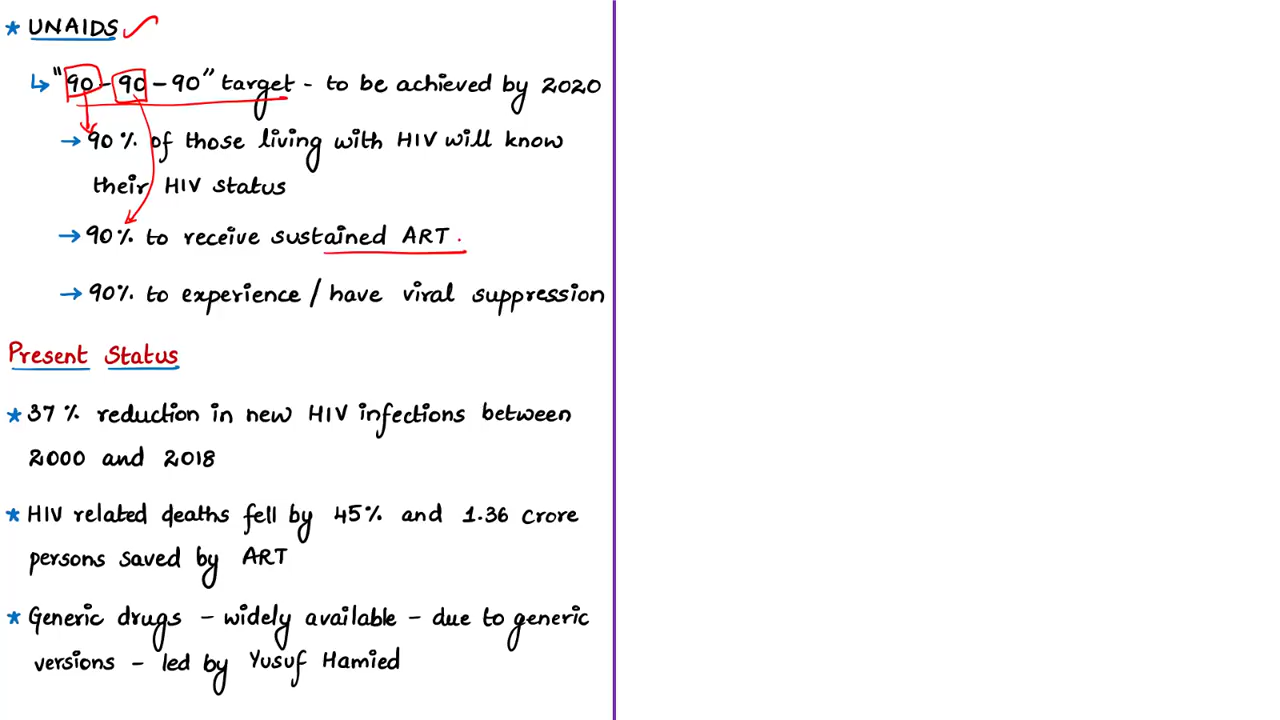 * UNAIDS
↳ "90 - 90 - 90" target - to be achieved by 2020
→ 90% of those living with HIV will know
their HIV status
→ 90% to receive sustained ART.
→ 90% to experience / have viral suppression
Present Status
* 37% reduction in new HIV infections between
2000 and 2018
* HIV related deaths fell by 45% and 1.36 crore
persons saved by ART
* Generic drugs - widely available - due to generic
versions - led by Yusuf Hamied